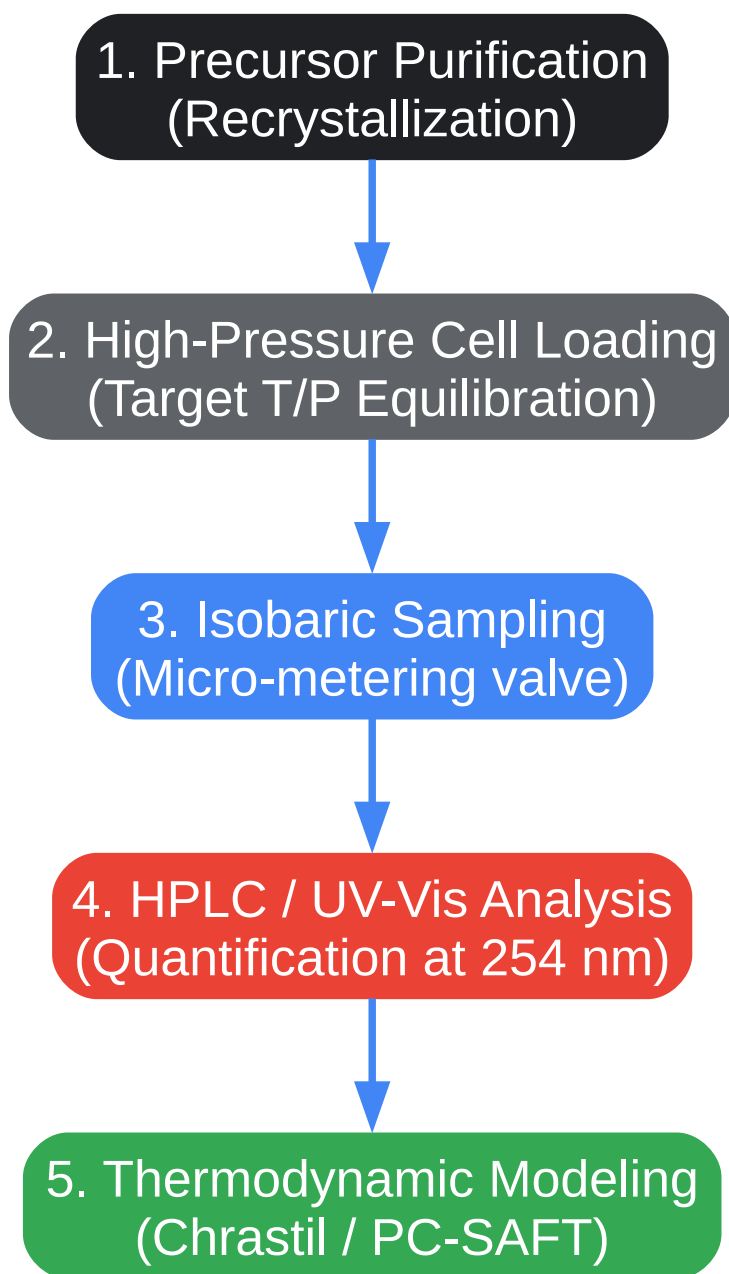 1. Precursor Purification
(Recrystallization)
2. High-Pressure Cell Loading
(Target T/P Equilibration)
3. Isobaric Sampling
(Micro-metering valve)
4. HPLC / UV-Vis Analysis
(Quantification at 254 nm)
5. Thermodynamic Modeling
(Chrastil / PC-SAFT)